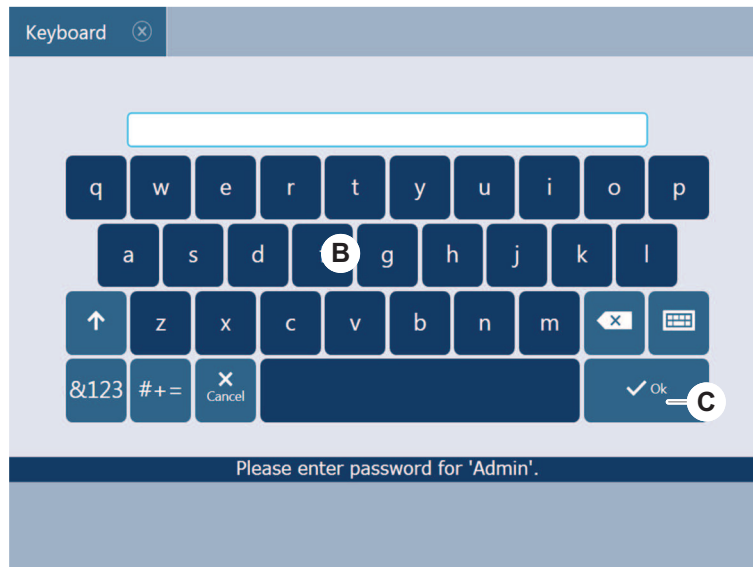 Keyboard
q w e r t y u i o p
a s d B g h j k l
z x c v b n m
&123 #+= Cancel Ok C
Please enter password for 'Admin'.